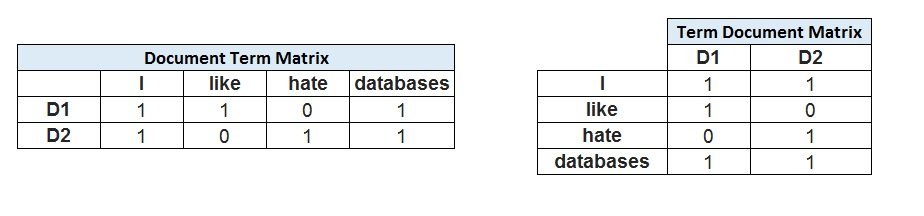 Document Term Matrix
I like hate databases
D1 1 1 0 1
D2 1 0 1 1
Term Document Matrix
D1 D2
I 1 1
like 1 0
hate 0 1
databases 1 1